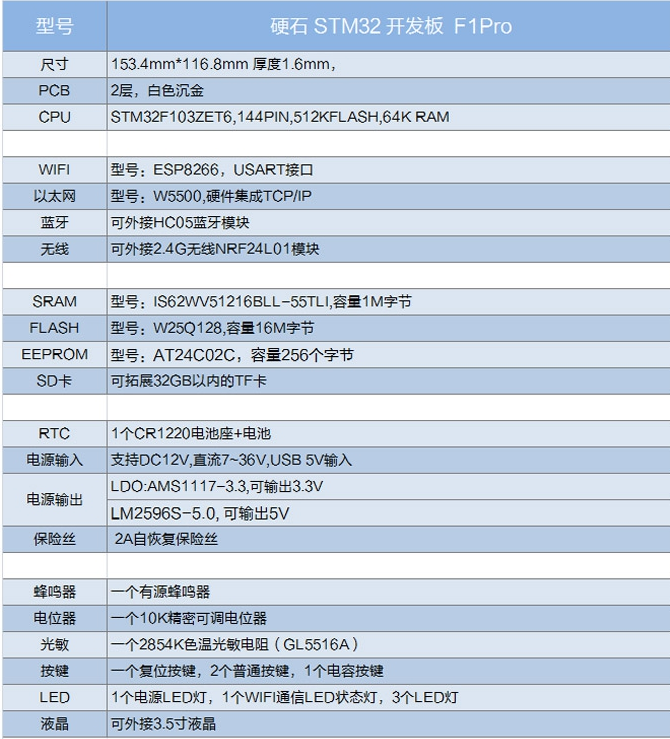 型号 硬石 STM32 开发板 F1Pro
尺寸 153.4mm*116.8mm 厚度1.6mm，
PCB 2层，白色沉金
CPU STM32F103ZET6,144PIN,512KFLASH,64K RAM
WIFI 型号：ESP8266，USART接口
以太网 型号：W5500,硬件集成TCP/IP
蓝牙 可外接HC05蓝牙模块
无线 可外接2.4G无线NRF24L01模块
SRAM 型号：IS62WV51216BLL-55TLI,容量1M字节
FLASH 型号：W25Q128,容量16M字节
EEPROM 型号：AT24C02C，容量256个字节
SD卡 可拓展32GB以内的TF卡
RTC 1个CR1220电池座+电池
电源输入 支持DC12V,直流7~36V,USB 5V输入
电源输出 LDO:AMS1117-3.3,可输出3.3V
LM2596S-5.0, 可输出5V
保险丝 2A自恢复保险丝
蜂鸣器 一个有源蜂鸣器
电位器 一个10K精密可调电位器
光敏 一个2854K色温光敏电阻（GL5516A）
按键 一个复位按键，2个普通按键，1个电容按键
LED 1个电源LED灯，1个WIFI通信LED状态灯，3个LED灯
液晶 可外接3.5寸液晶